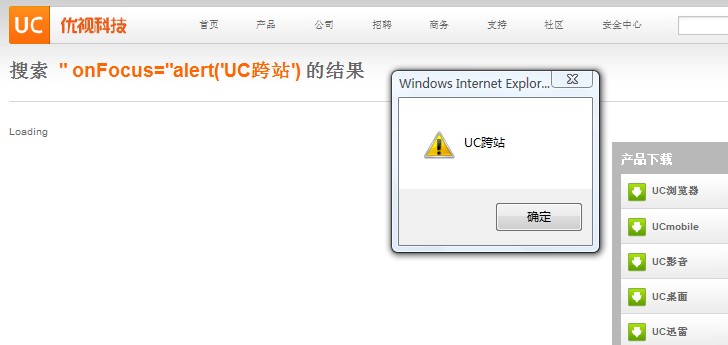 UC 优视科技 首页 产品 公司 招聘 商务 支持 社区 安全中心
搜索 " onFocus="alert('UC跨站') 的结果
Windows Internet Explor...
UC跨站
确定
Loading
产品下载
UC浏览器
UCmobile
UC影音
UC桌面
UC迅雷